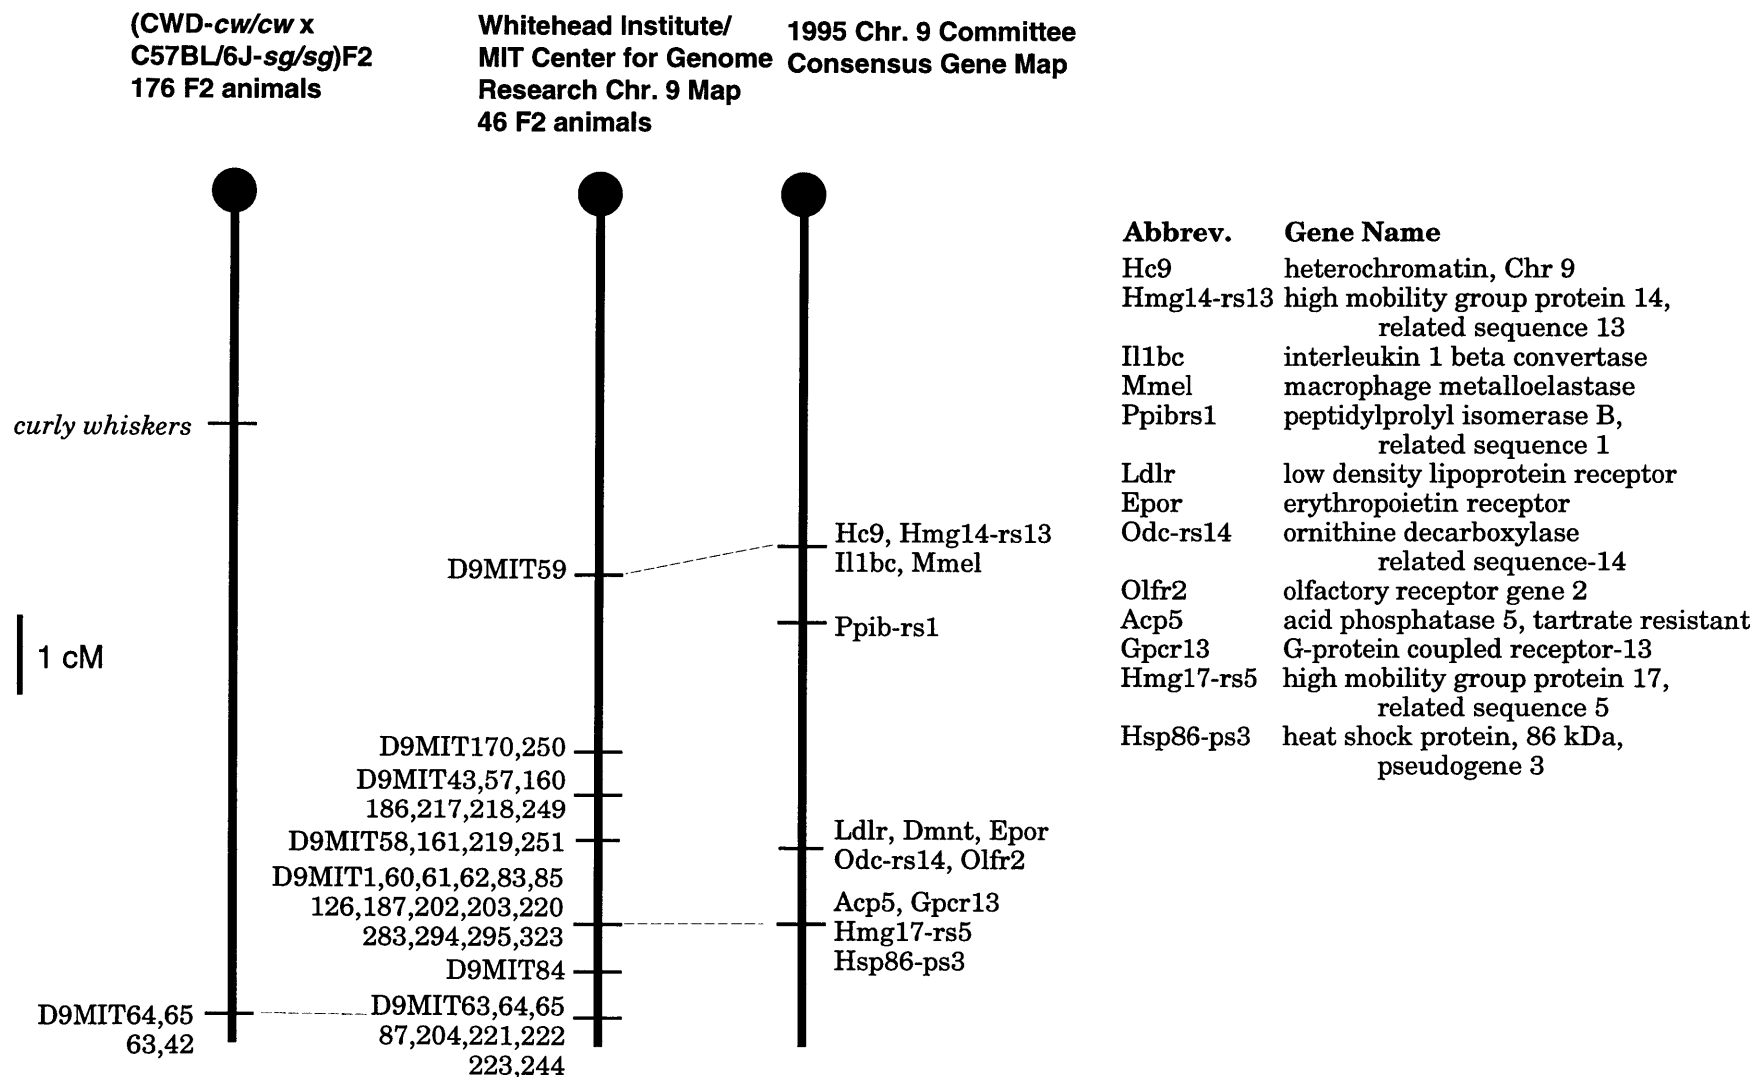 (CWD-cw/cw x
C57BL/6J-sg/sg)F2
176 F2 animals
Whitehead Institute/
MIT Center for Genome
Research Chr. 9 Map
46 F2 animals
1995 Chr. 9 Committee
Consensus Gene Map
curly whiskers
1 cM
D9MIT64,65
63,42
D9MIT59
D9MIT170,250
D9MIT43,57,160
186,217,218,249
D9MIT58,161,219,251
D9MIT1,60,61,62,83,85
126,187,202,203,220
283,294,295,323
D9MIT84
D9MIT63,64,65
87,204,221,222
223,244
Hc9, Hmg14-rs13
Il1bc, Mmel
Ppib-rs1
Ldlr, Dmnt, Epor
Odc-rs14, Olfr2
Acp5, Gpcr13
Hmg17-rs5
Hsp86-ps3
Abbrev. Gene Name
Hc9 heterochromatin, Chr 9
Hmg14-rs13 high mobility group protein 14,
related sequence 13
Il1bc interleukin 1 beta convertase
Mmel macrophage metalloelastase
Ppibrs1 peptidylprolyl isomerase B,
related sequence 1
Ldlr low density lipoprotein receptor
Epor erythropoietin receptor
Odc-rs14 ornithine decarboxylase
related sequence-14
Olfr2 olfactory receptor gene 2
Acp5 acid phosphatase 5, tartrate resistant
Gpcr13 G-protein coupled receptor-13
Hmg17-rs5 high mobility group protein 17,
related sequence 5
Hsp86-ps3 heat shock protein, 86 kDa,
pseudogene 3